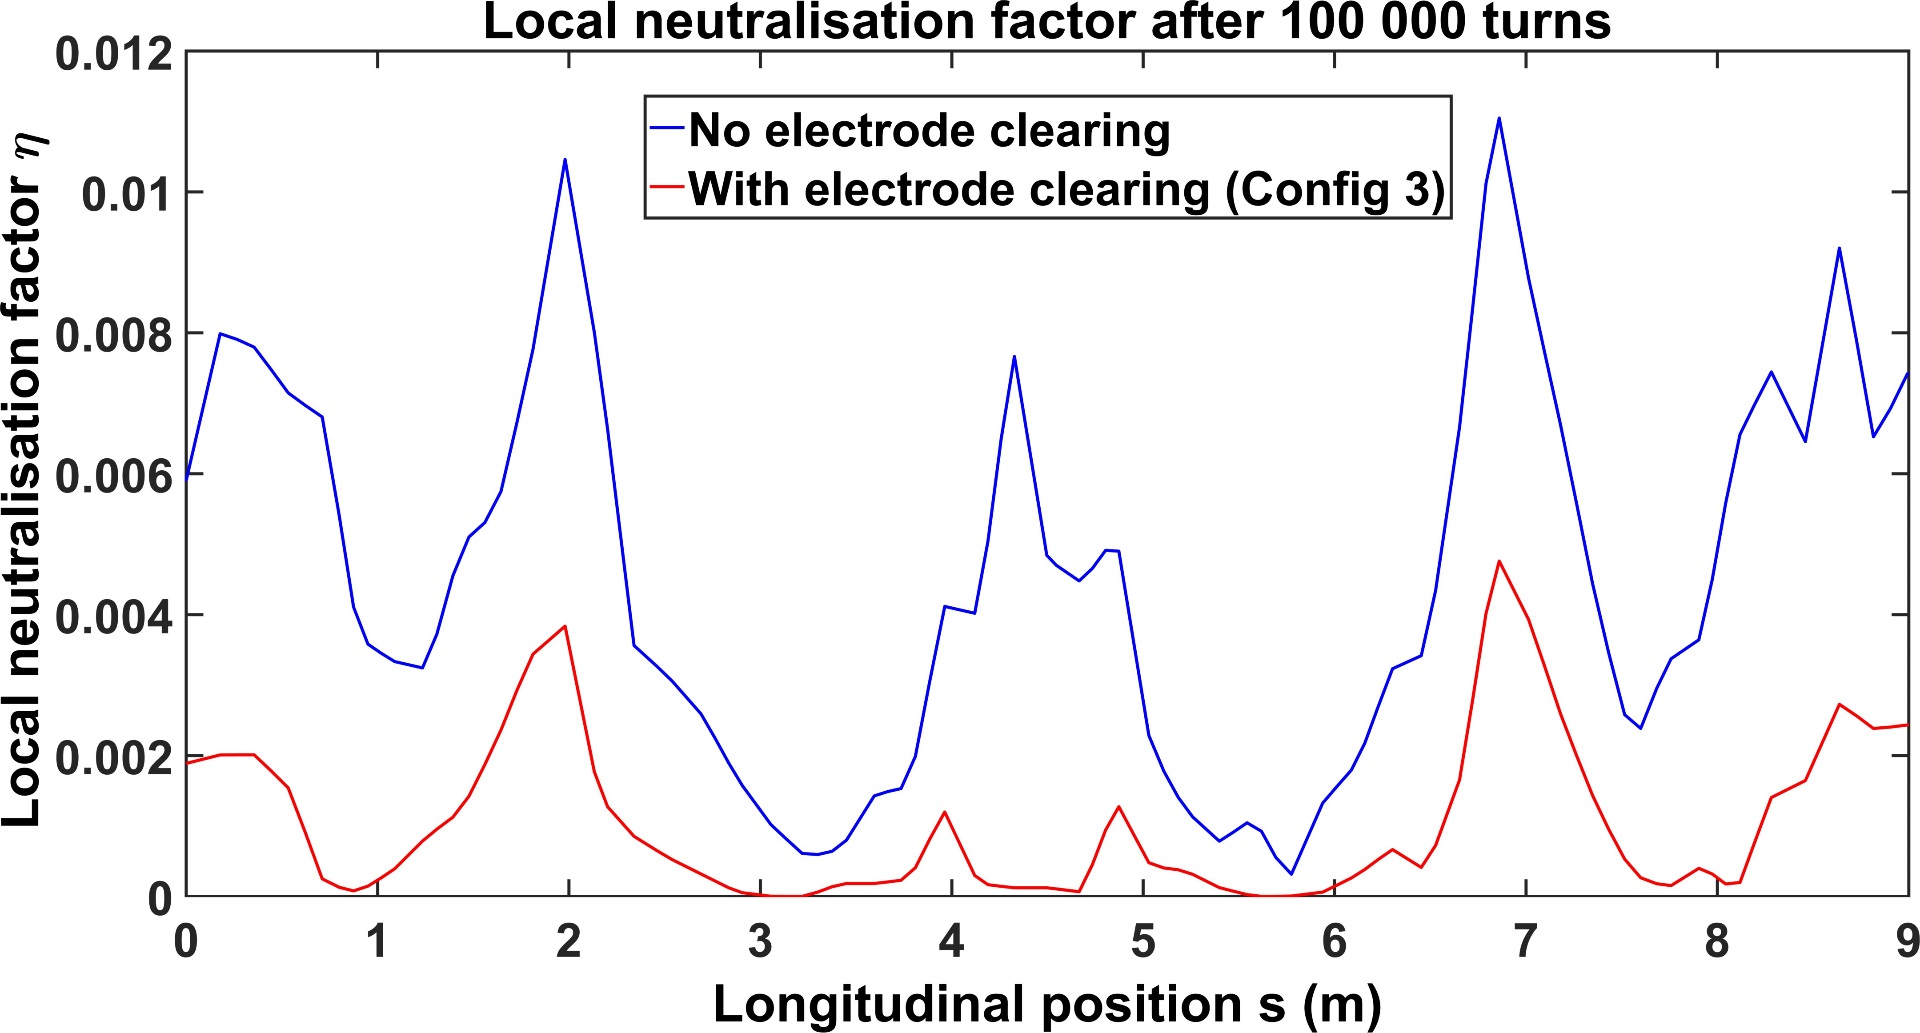 Local neutralisation factor after 100 000 turns
0.012
0.01
0.008
0.006
0.004
0.002
0
Local neutralisation factor η
No electrode clearing
With electrode clearing (Config 3)
0 1 2 3 4 5 6 7 8 9
Longitudinal position s (m)